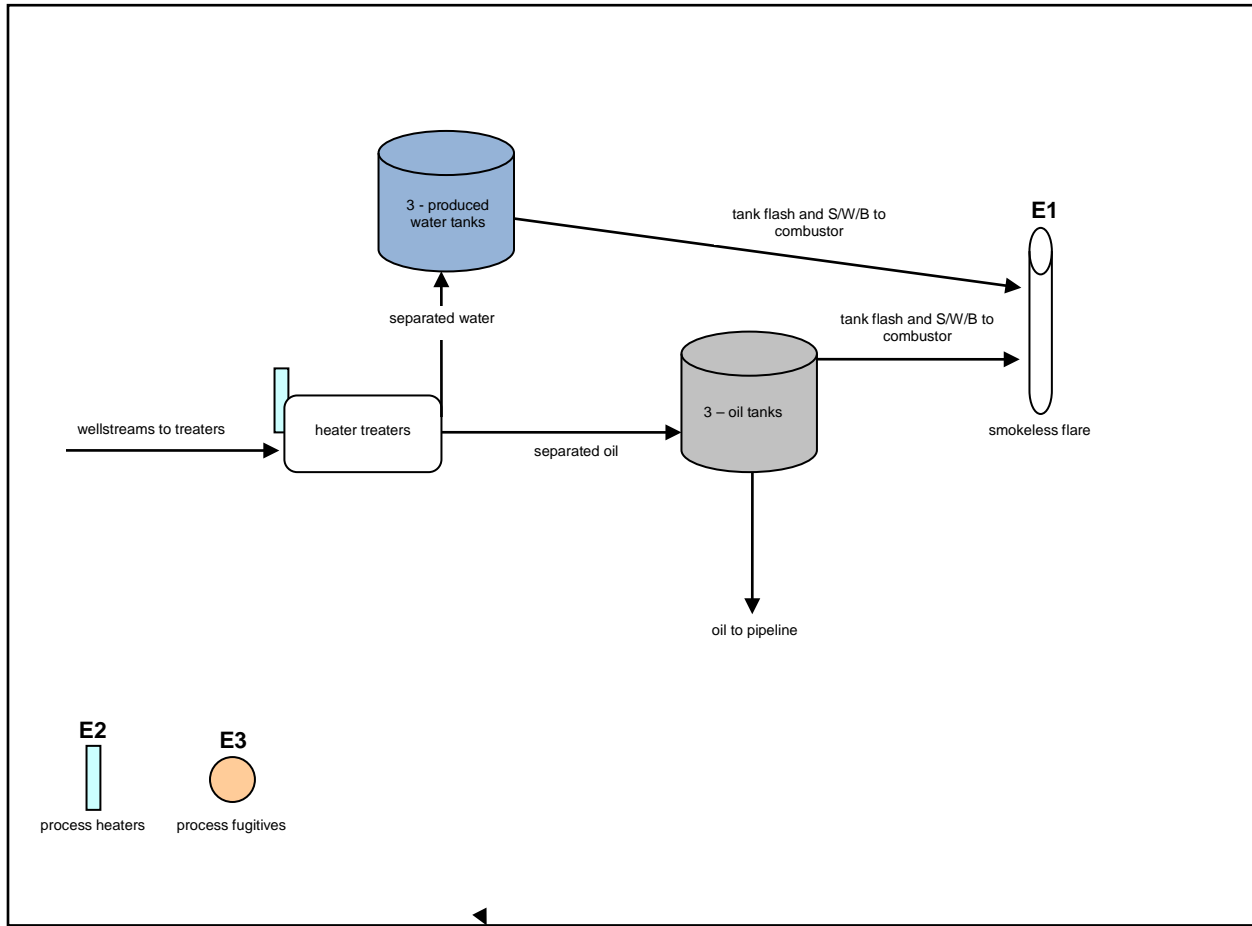 3 - produced
water tanks
tank flash and S/W/B to
combustor
E1
separated water
tank flash and S/W/B to
combustor
3 – oil tanks
smokeless flare
wellstreams to treaters
heater treaters
separated oil
oil to pipeline
E2
E3
process heaters
process fugitives